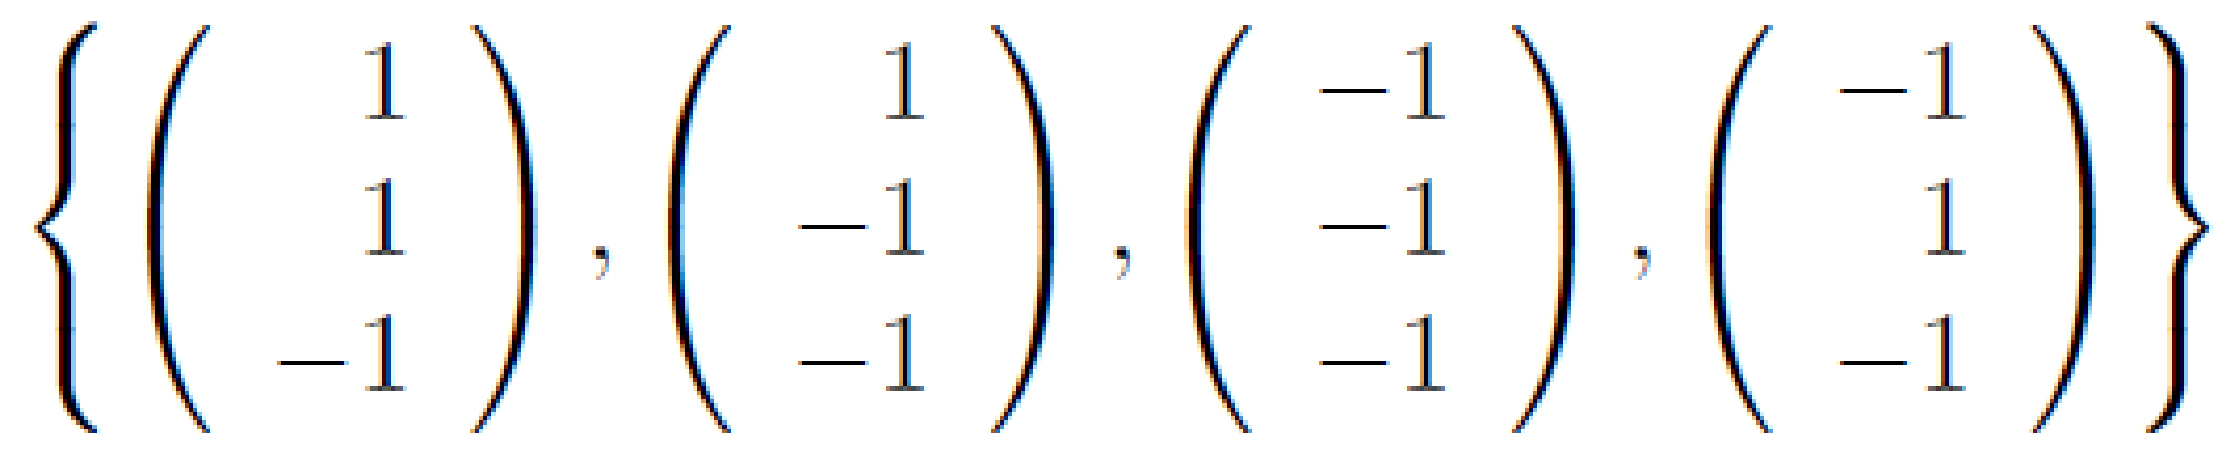 { ( 1 ) , ( 1 ) , ( −1 ) , ( −1 ) }
1 −1 −1 1
−1 −1 −1 −1